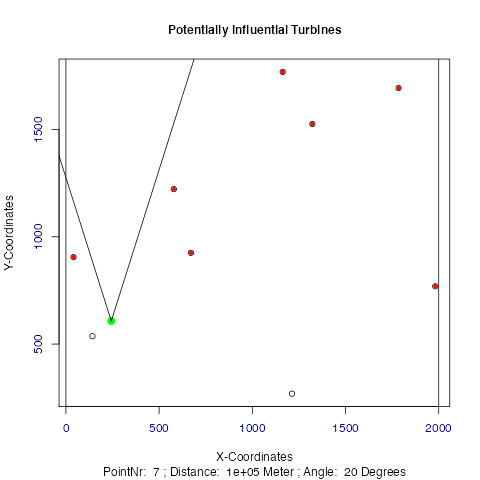 Potentially Influential Turbines
Y-Coordinates
1500
1000
500
0 500 1000 1500 2000
X-Coordinates
PointNr: 7 ; Distance: 1e+05 Meter ; Angle: 20 Degrees